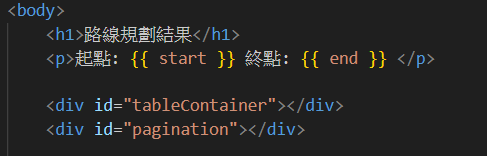 <body>
<h1>路線規劃結果</h1>
<p>起點: {{ start }} 終點: {{ end }} </p>
<div id="tableContainer"></div>
<div id="pagination"></div>